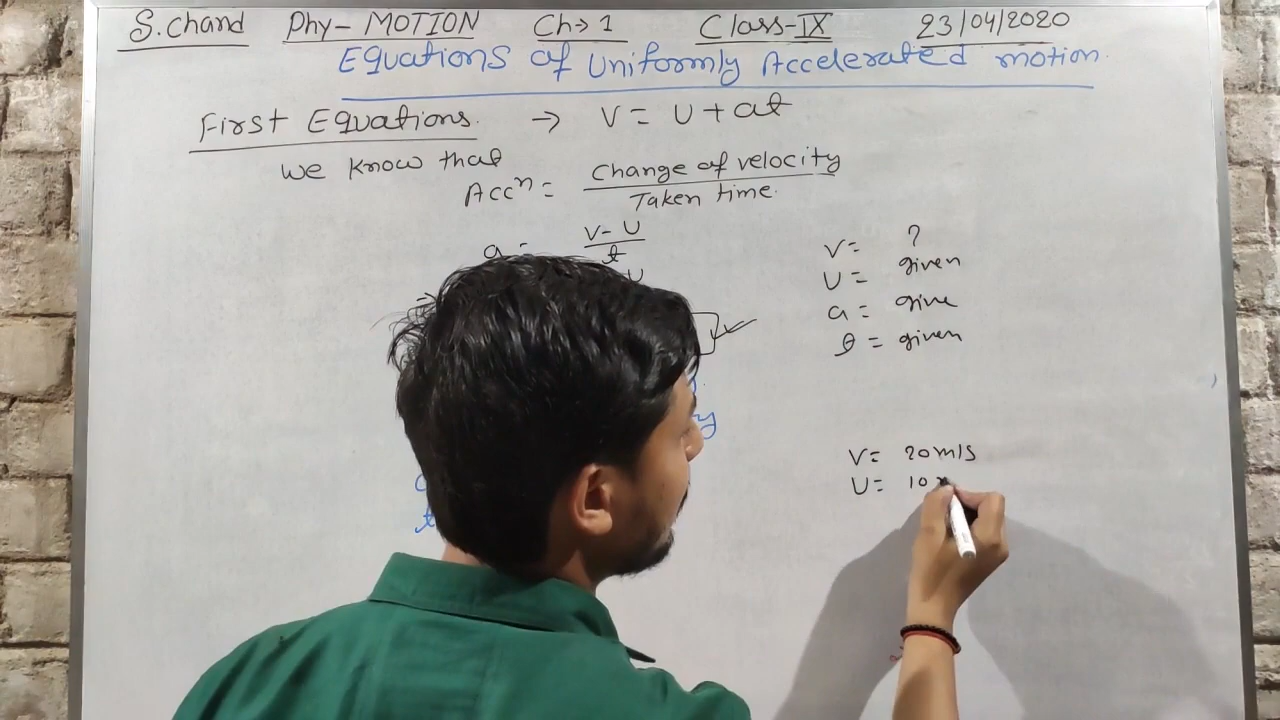 S.Chand Phy- MOTION Ch→1 Class-IX 23/04/2020
Equations of Uniformly Accelerated motion.
First Equations. → V = U + at
We know that
Accⁿ = Change of velocity
Taken time.
a = V - U
t
U
V = ?
U = given
a = give
t = given
V = 20 m/s
U = 10